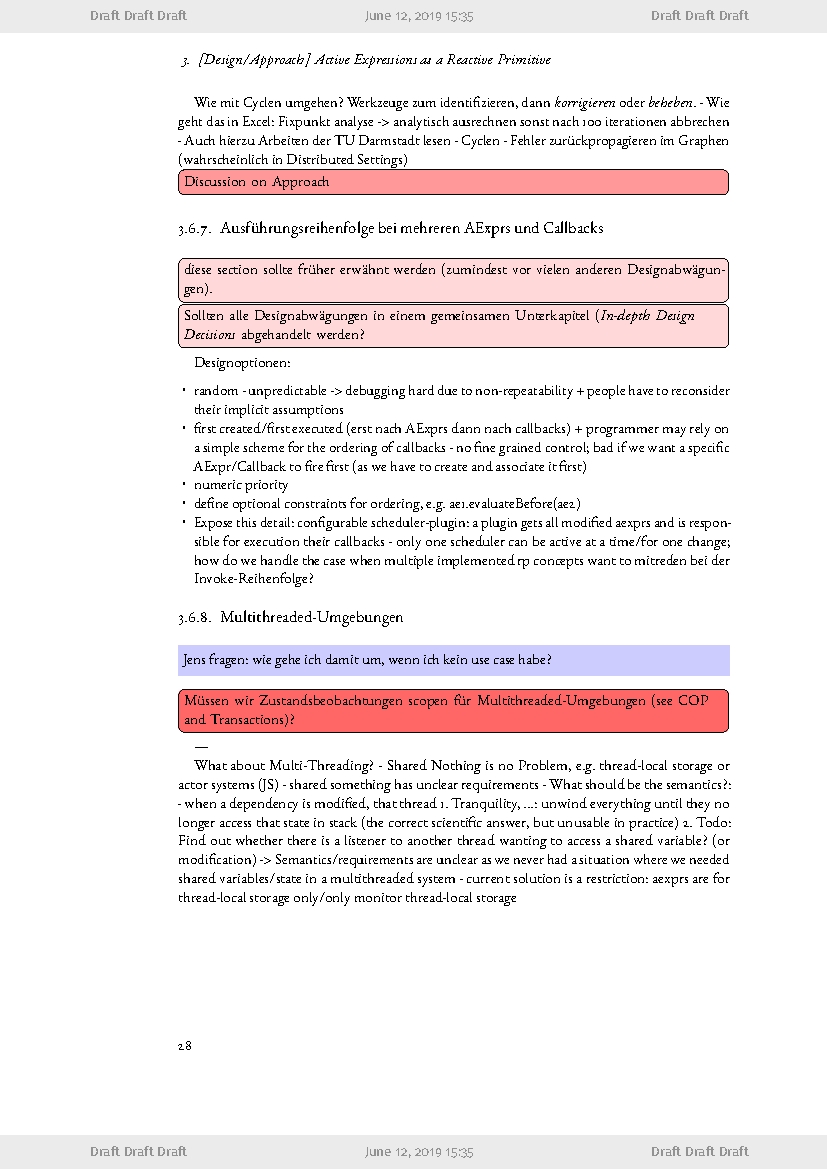 Draft Draft Draft June 12, 2019 15:35 Draft Draft Draft
3. [Design/Approach] Active Expressions as a Reactive Primitive
Wie mit Cyclen umgehen? Werkzeuge zum identifizieren, dann korrigieren oder beheben. - Wie
geht das in Excel: Fixpunkt analyse -> analytisch ausrechnen sonst nach 100 iterationen abbrechen
- Auch hierzu Arbeiten der TU Darmstadt lesen - Cyclen - Fehler zurückpropagieren im Graphen
(wahrscheinlich in Distributed Settings)
Discussion on Approach
3.6.7. Ausführungsreihenfolge bei mehreren AExprs und Callbacks
diese section sollte früher erwähnt werden (zumindest vor vielen anderen Designabwägun-
gen).
Sollten alle Designabwägungen in einem gemeinsamen Unterkapitel (In-depth Design
Decisions abgehandelt werden?
Designoptionen:
• random - unpredictable -> debugging hard due to non-repeatability + people have to reconsider
their implicit assumptions
• first created/first executed (erst nach AExprs dann nach callbacks) + programmer may rely on
a simple scheme for the ordering of callbacks - no fine grained control; bad if we want a specific
AExpr/Callback to fire first (as we have to create and associate it first)
• numeric priority
• define optional constraints for ordering, e.g. ae1.evaluateBefore(ae2)
• Expose this detail: configurable scheduler-plugin: a plugin gets all modified aexprs and is respon-
sible for execution their callbacks - only one scheduler can be active at a time/for one change;
how do we handle the case when multiple implemented rp concepts want to mitreden bei der
Invoke-Reihenfolge?
3.6.8. Multithreaded-Umgebungen
Jens fragen: wie gehe ich damit um, wenn ich kein use case habe?
Müssen wir Zustandsbeobachtungen scopen für Multithreaded-Umgebungen (see COP
and Transactions)?
—
What about Multi-Threading? - Shared Nothing is no Problem, e.g. thread-local storage or
actor systems (JS) - shared something has unclear requirements - What should be the semantics?:
- when a dependency is modified, that thread 1. Tranquility, ...: unwind everything until they no
longer access that state in stack (the correct scientific answer, but unusable in practice) 2. Todo:
Find out whether there is a listener to another thread wanting to access a shared variable? (or
modification) -> Semantics/requirements are unclear as we never had a situation where we needed
shared variables/state in a multithreaded system - current solution is a restriction: aexprs are for
thread-local storage only/only monitor thread-local storage
28
Draft Draft Draft June 12, 2019 15:35 Draft Draft Draft